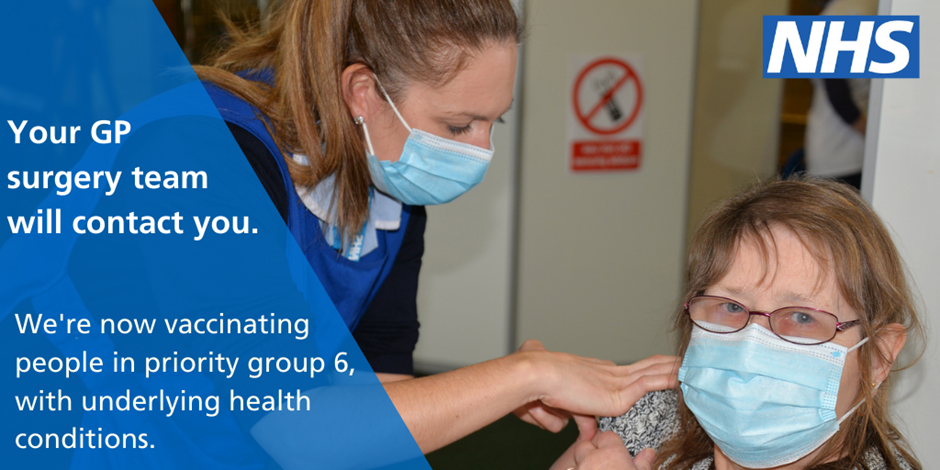 NHS
Your GP
surgery team
will contact you.
We're now vaccinating
people in priority group 6,
with underlying health
conditions.